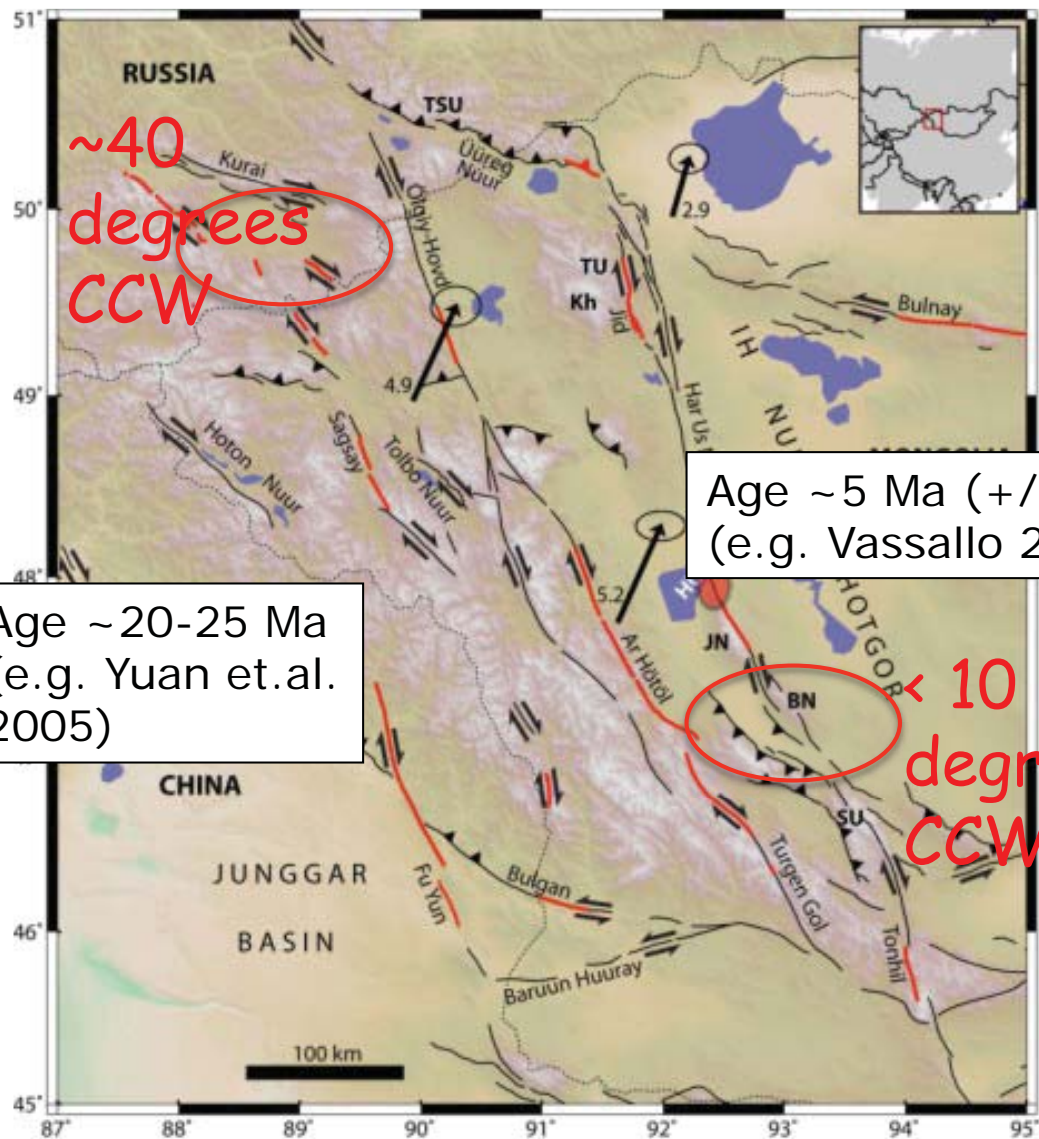 51°
50°
49°
48°
46°
45°
87°
88°
89°
90°
91°
92°
93°
94°
95°
RUSSIA
TSU
~40
degrees
CCW
Kurai
Üüreg
Nuur
Ölgiy-Hovd
2.9
TU
Kh
Jid
Bulnay
IH
4.9
Har Us
Sagsay
Hoton
Nuur
Tolbo Nuur
Age ~5 Ma (+/
(e.g. Vassallo 2
5.2
HOTGOR
JN
Ar Hötöl
Age ~20-25 Ma
(e.g. Yuan et.al.
2005)
BN
< 10
degr
CCW
CHINA
SU
JUNGGAR
BASIN
Fu Yun
Bulgan
Turgen Gol
Tonhil
Baruun Huuray
100 km